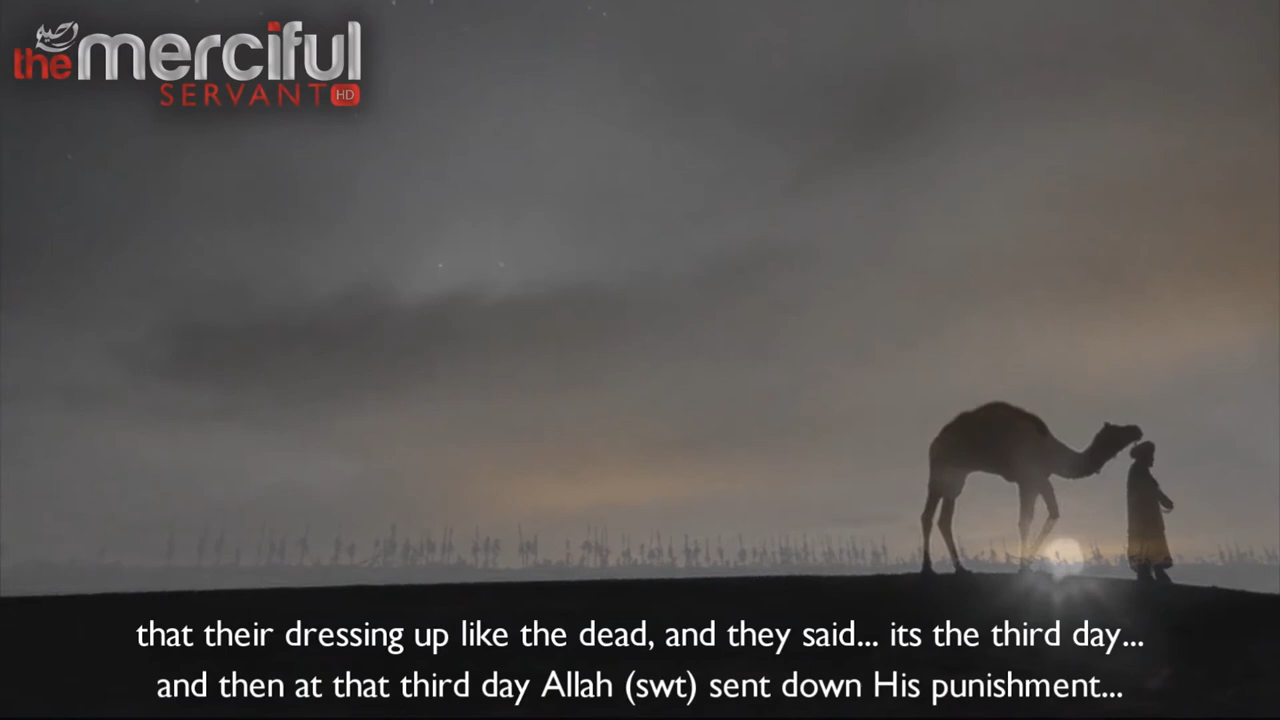 the merciful
SERVANT HD
that their dressing up like the dead, and they said... its the third day...
and then at that third day Allah (swt) sent down His punishment...